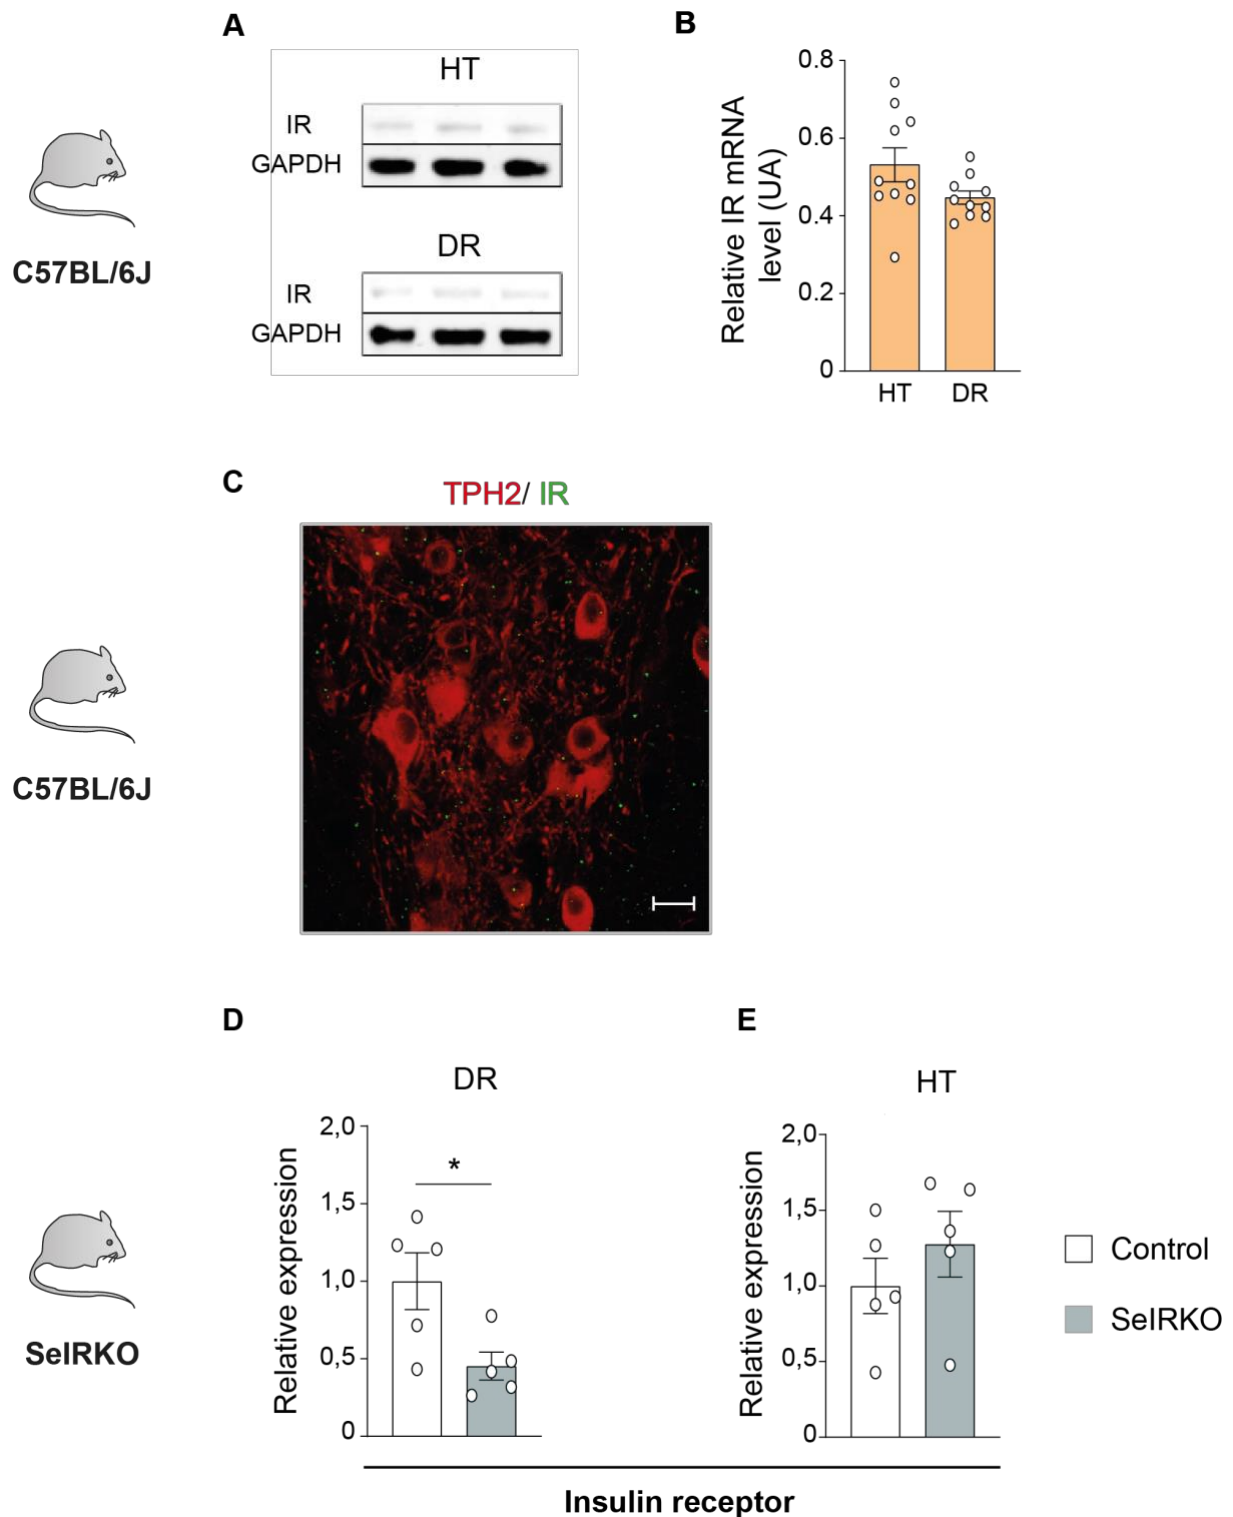 A
HT
IR
GAPDH
DR
IR
GAPDH
C57BL/6J
B
Relative IR mRNA
level (UA)
0.8
0.6
0.4
0.2
0
HT
DR
C
TPH2/ IR
C57BL/6J
D
DR
Relative expression
2,0
1,5
1,0
0,5
0
*
E
HT
Relative expression
2,0
1,5
1,0
0,5
0
Control
SeIRKO
SeIRKO
Insulin receptor